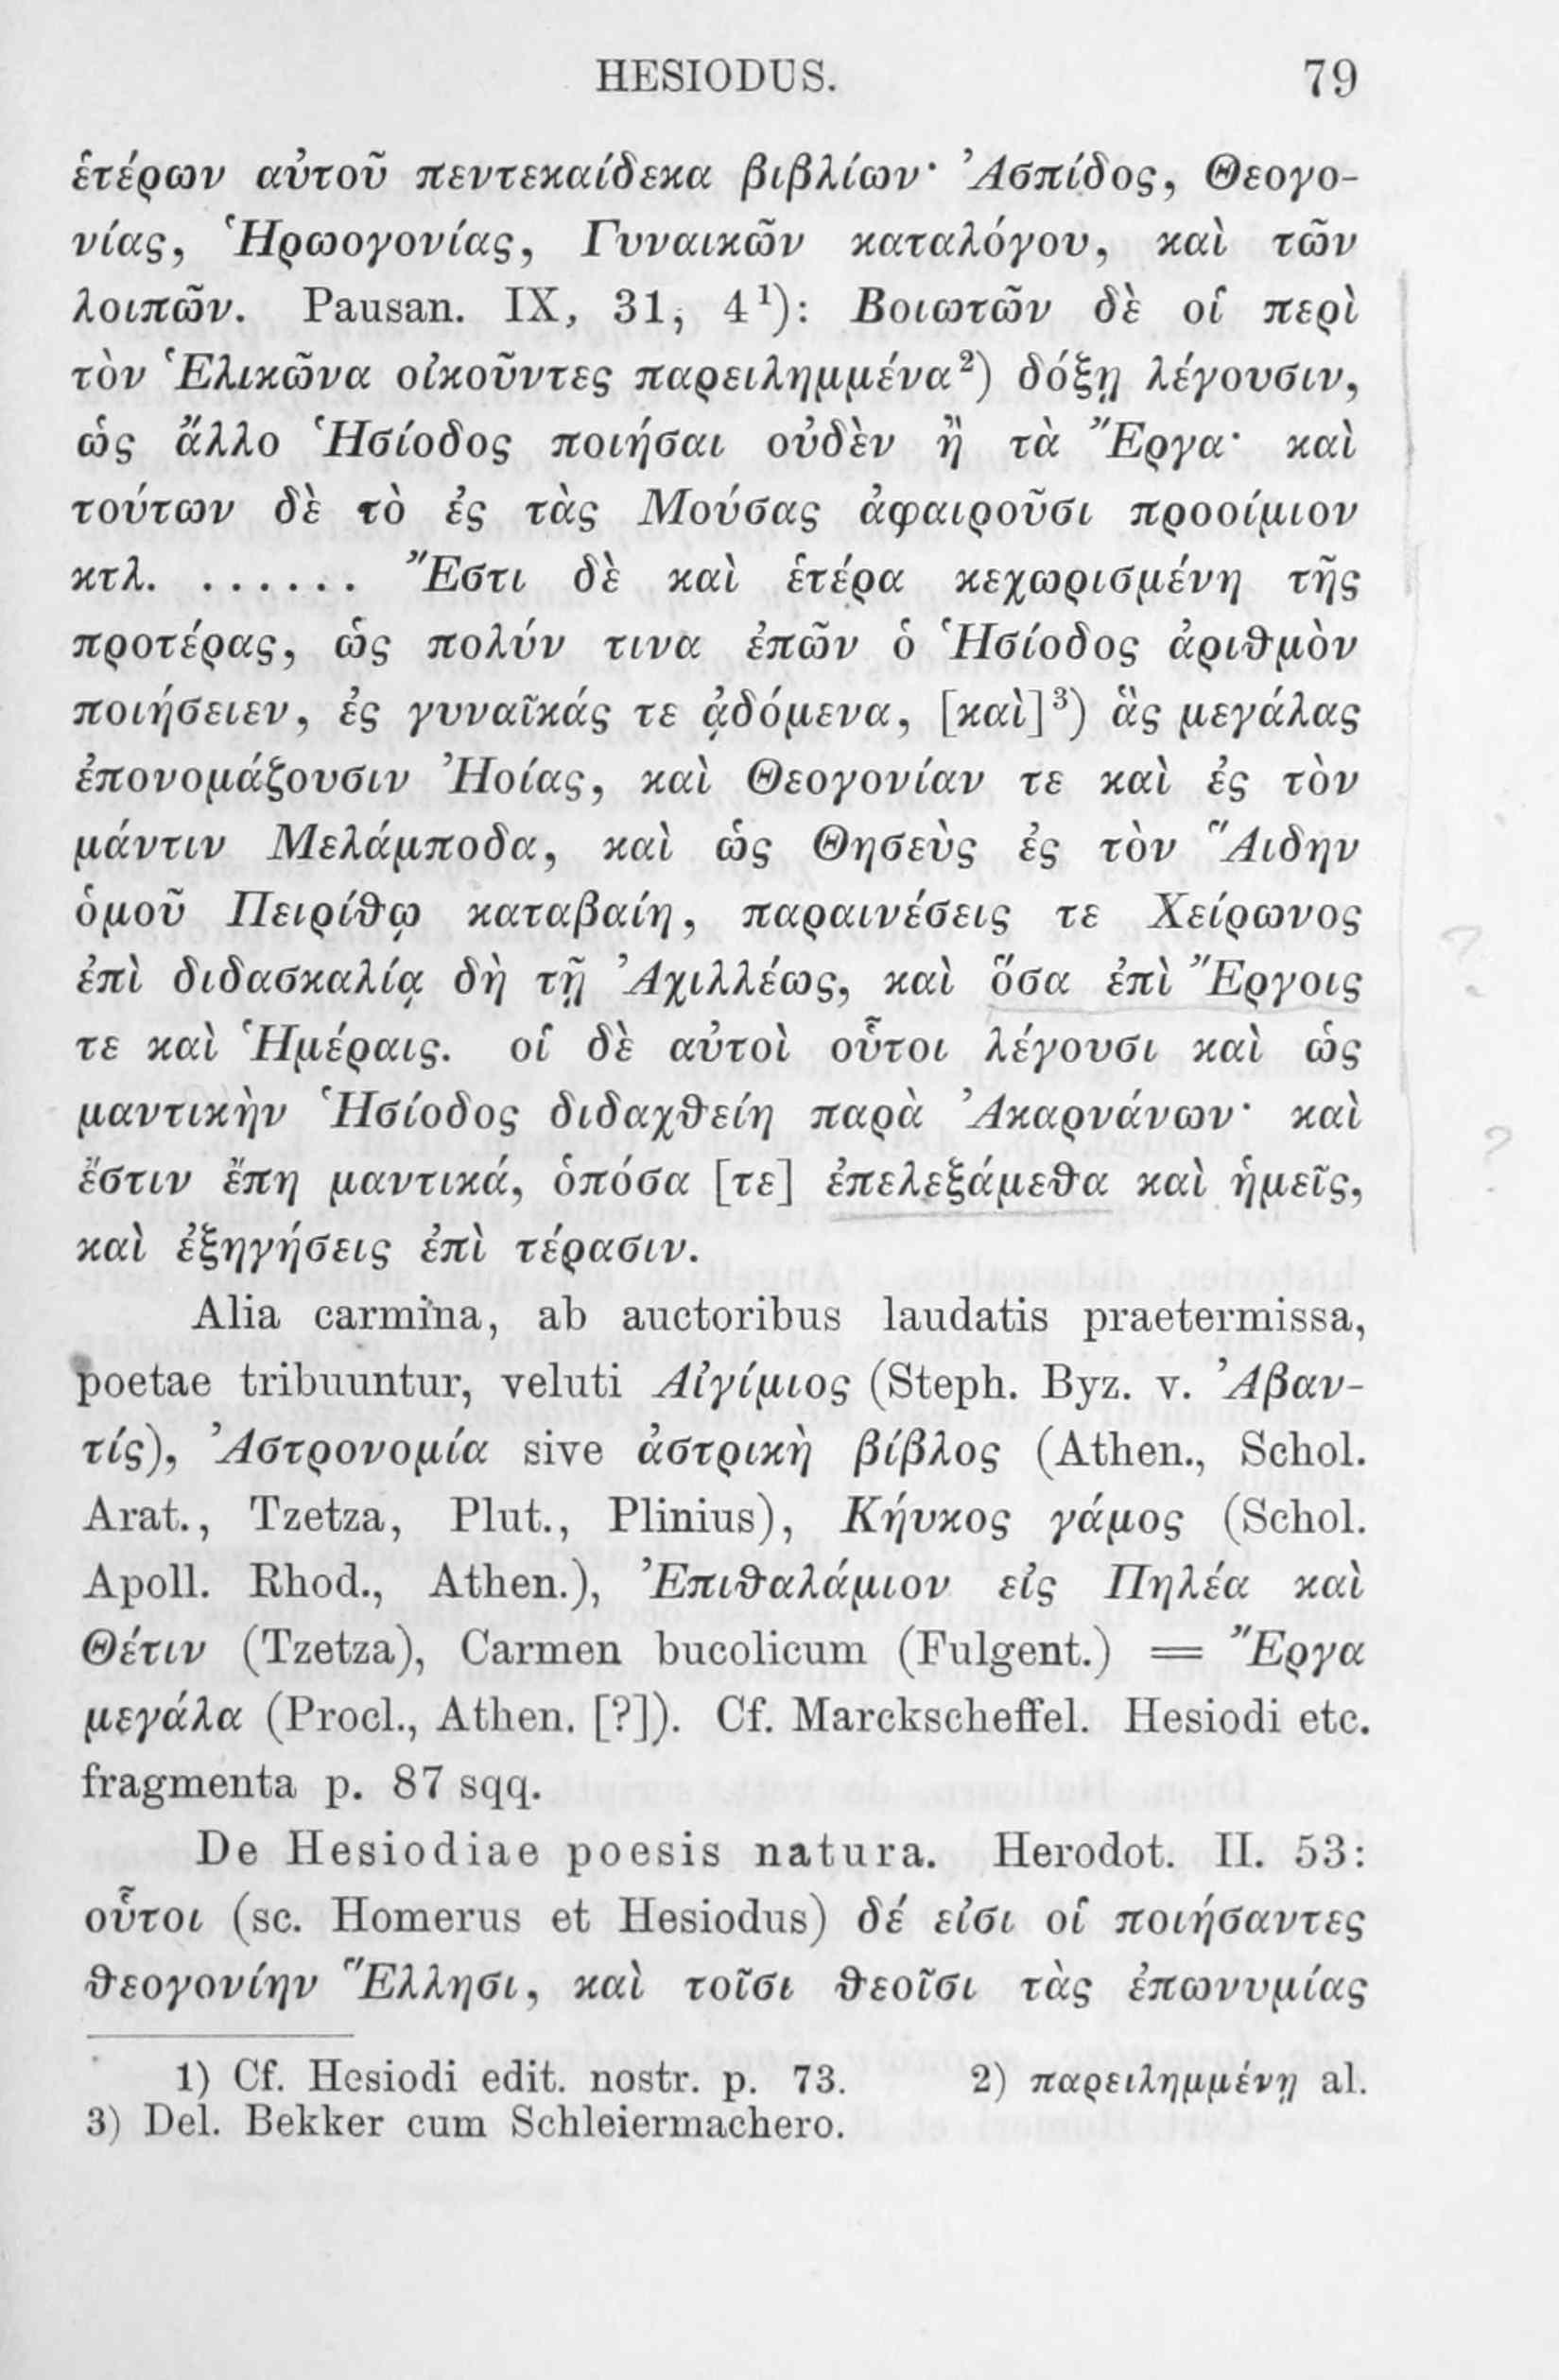 HESIODUS. 79
ἑτέρων αὐτοῦ πεντεκαίδεκα βιβλίων· Ἀσπίδος, Θεογο-
νίας, Ἡρωογονίας, Γυναικῶν καταλόγου, καὶ τῶν
λοιπῶν. Pausan. IX, 31, 4¹): Βοιωτῶν δὲ οἱ περὶ
τὸν Ἑλικῶνα οἰκοῦντες παρειλημμένα²) δόξῃ λέγουσιν,
ὡς ἄλλο Ἡσίοδος ποιήσαι οὐδὲν ἢ τὰ Ἔργα· καὶ
τούτων δὲ τὸ ἐς τὰς Μούσας ἀφαιροῦσι προοίμιον
κτλ. ...... Ἔστι δὲ καὶ ἑτέρα κεχωρισμένη τῆς
προτέρας, ὡς πολύν τινα ἐπῶν ὁ Ἡσίοδος ἀριθμὸν
ποιήσειεν, ἐς γυναῖκάς τε ᾀδόμενα, [καὶ]³) ἃς μεγάλας
ἐπονομάζουσιν Ἠοίας, καὶ Θεογονίαν τε καὶ ἐς τὸν
μάντιν Μελάμποδα, καὶ ὡς Θησεὺς ἐς τὸν Ἅιδην
ὁμοῦ Πειρίθῳ καταβαίη, παραινέσεις τε Χείρωνος
ἐπὶ διδασκαλίᾳ δὴ τῇ Ἀχιλλέως, καὶ ὅσα ἐπὶ Ἔργοις
τε καὶ Ἡμέραις. οἱ δὲ αὐτοὶ οὗτοι λέγουσι καὶ ὡς
μαντικὴν Ἡσίοδος διδαχθείη παρὰ Ἀκαρνάνων· καὶ
ἔστιν ἔπη μαντικά, ὁπόσα [τε] ἐπελεξάμεθα καὶ ἡμεῖς,
καὶ ἐξηγήσεις ἐπὶ τέρασιν.
Alia carmina, ab auctoribus laudatis praetermissa,
poetae tribuuntur, veluti Αἰγίμιος (Steph. Byz. v. Ἀβαν-
τίς), Ἀστρονομία sive ἀστρικὴ βίβλος (Athen., Schol.
Arat., Tzetza, Plut., Plinius), Κήυκος γάμος (Schol.
Apoll. Rhod., Athen.), Ἐπιθαλάμιον εἰς Πηλέα καὶ
Θέτιν (Tzetza), Carmen bucolicum (Fulgent.) = Ἔργα
μεγάλα (Procl., Athen. [?]). Cf. Marckscheffel. Hesiodi etc.
fragmenta p. 87 sqq.
De Hesiodiae poesis natura. Herodot. II. 53:
οὗτοι (sc. Homerus et Hesiodus) δέ εἰσι οἱ ποιήσαντες
θεογονίην Ἕλλησι, καὶ τοῖσι θεοῖσι τὰς ἐπωνυμίας
1) Cf. Hesiodi edit. nostr. p. 73. 2) παρειλημμένῃ al.
3) Del. Bekker cum Schleiermachero.